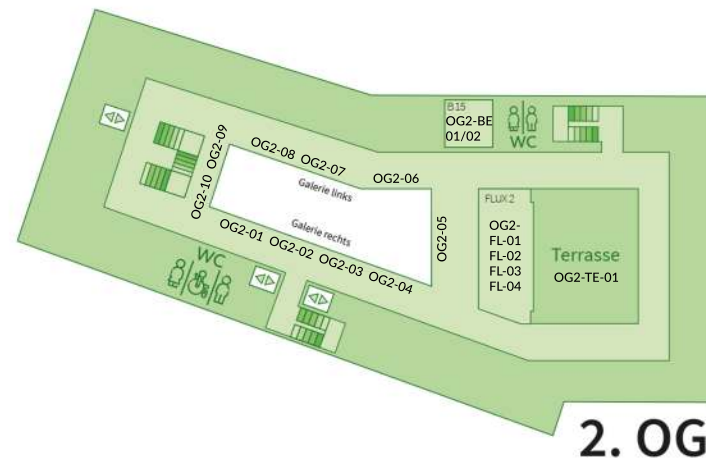 B.15
OG2-BE
01/02
WC
OG2-09
OG2-08
OG2-07
OG2-06
Galerie links
OG2-10
Galerie rechts
OG2-05
FLUX 2
OG2-
FL-01
FL-02
FL-03
FL-04
Terrasse
OG2-TE-01
OG2-01
OG2-02
OG2-03
OG2-04
WC
2. OG